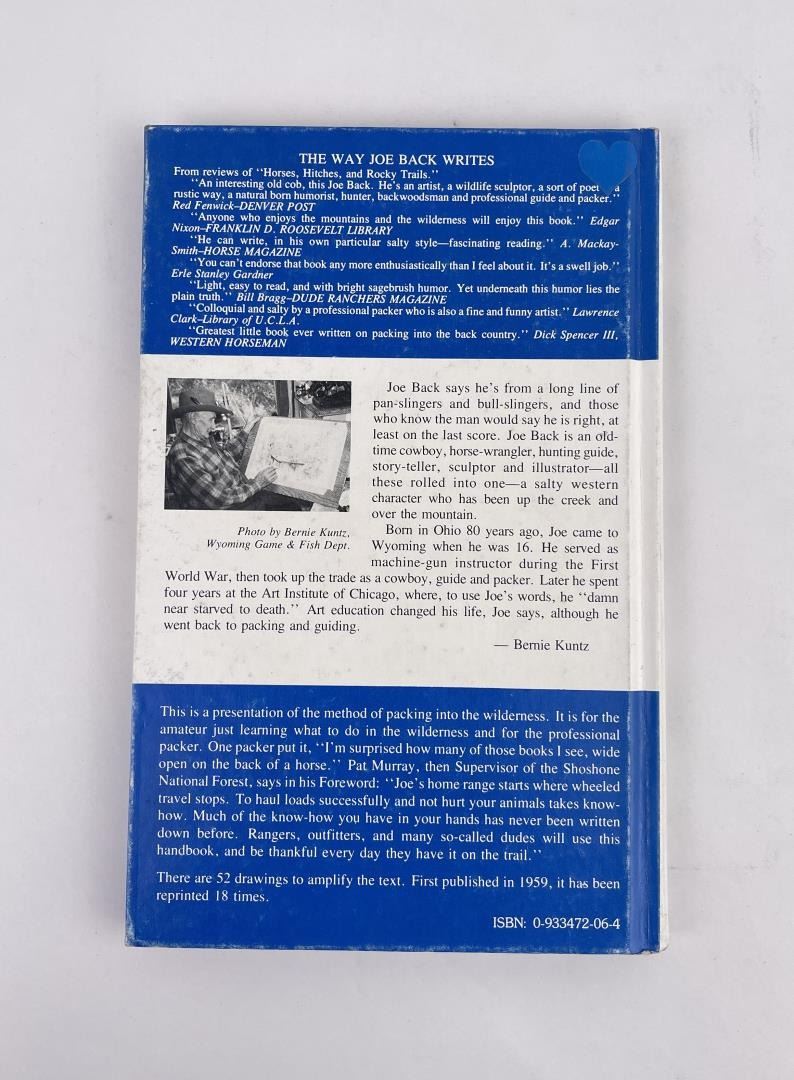 THE WAY JOE BACK WRITES
From reviews of "Horses, Hitches, and Rocky Trails."
"An interesting old cob, this Joe Back. He's an artist, a wildlife sculptor, a sort of poet a
rustic way, a natural born humorist, hunter, backwoodsman and professional guide and packer."
Red Fenwick–DENVER POST
"Anyone who enjoys the mountains and the wilderness will enjoy this book." Edgar
Nixon–FRANKLIN D. ROOSEVELT LIBRARY
"He can write, in his own particular salty style—fascinating reading." A. Mackay-
Smith–HORSE MAGAZINE
"You can't endorse that book any more enthusiastically than I feel about it. It's a swell job."
Erle Stanley Gardner
"Light, easy to read, and with bright sagebrush humor. Yet underneath this humor lies the
plain truth." Bill Bragg–DUDE RANCHERS MAGAZINE
"Colloquial and salty by a professional packer who is also a fine and funny artist." Lawrence
Clark–Library of U.C.L.A.
"Greatest little book ever written on packing into the back country." Dick Spencer III,
WESTERN HORSEMAN
Joe Back says he's from a long line of
pan-slingers and bull-slingers, and those
who know the man would say he is right, at
least on the last score. Joe Back is an old-
time cowboy, horse-wrangler, hunting guide,
story-teller, sculptor and illustrator—all
these rolled into one—a salty western
character who has been up the creek and
over the mountain.
Photo by Bernie Kuntz,
Wyoming Game & Fish Dept.
Born in Ohio 80 years ago, Joe came to
Wyoming when he was 16. He served as
machine-gun instructor during the First
World War, then took up the trade as a cowboy, guide and packer. Later he spent
four years at the Art Institute of Chicago, where, to use Joe's words, he "damn
near starved to death." Art education changed his life, Joe says, although he
went back to packing and guiding.
— Bernie Kuntz
This is a presentation of the method of packing into the wilderness. It is for the
amateur just learning what to do in the wilderness and for the professional
packer. One packer put it, "I'm surprised how many of those books I see, wide
open on the back of a horse." Pat Murray, then Supervisor of the Shoshone
National Forest, says in his Foreword: "Joe's home range starts where wheeled
travel stops. To haul loads successfully and not hurt your animals takes know-
how. Much of the know-how you have in your hands has never been written
down before. Rangers, outfitters, and many so-called dudes will use this
handbook, and be thankful every day they have it on the trail."
There are 52 drawings to amplify the text. First published in 1959, it has been
reprinted 18 times.
ISBN: 0-933472-06-4